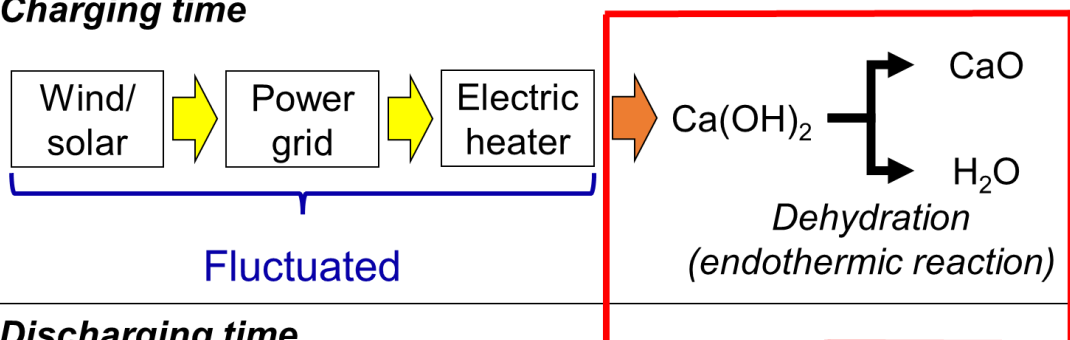 Charging time
Wind/
solar
Power
grid
Electric
heater
Ca(OH)₂
CaO
H₂O
Dehydration
(endothermic reaction)
Fluctuated
Discharging time